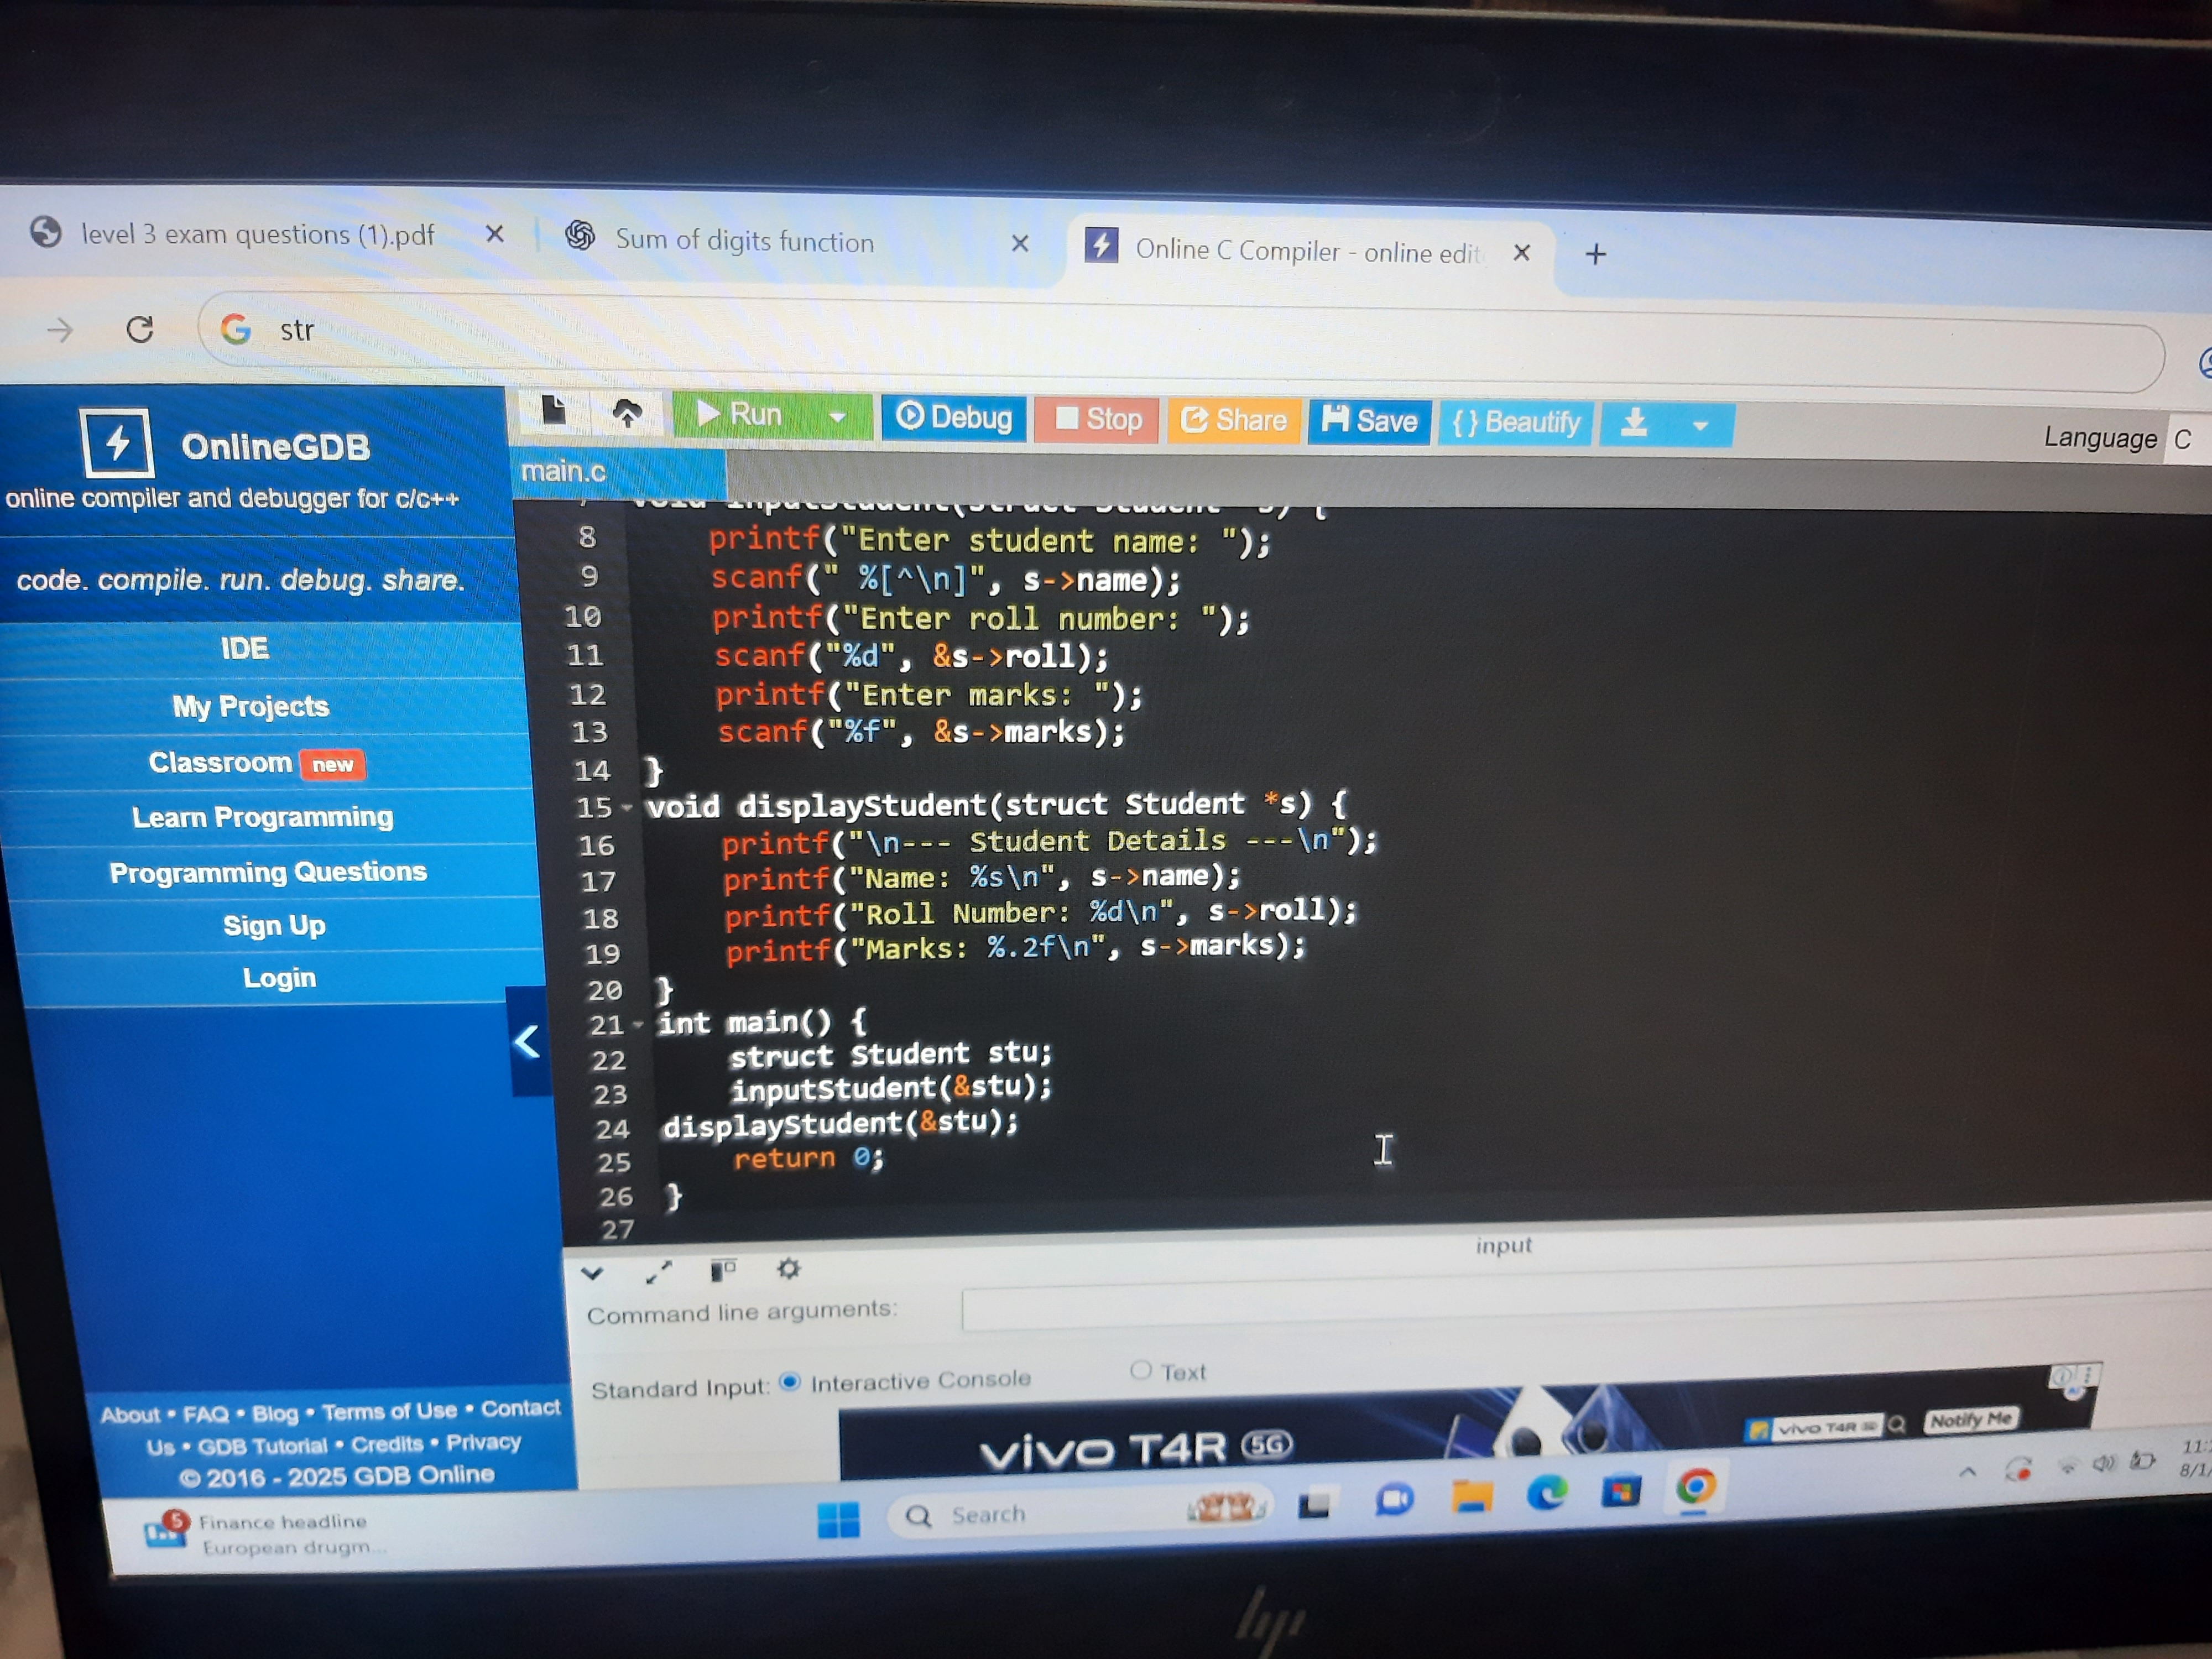 level 3 exam questions (1).pdf
Sum of digits function
Online C Compiler - online edit
str
OnlineGDB
online compiler and debugger for c/c++
code. compile. run. debug. share.
IDE
My Projects
Classroom new
Learn Programming
Programming Questions
Sign Up
Login
About • FAQ • Blog • Terms of Use • Contact
Us • GDB Tutorial • Credits • Privacy
© 2016 - 2025 GDB Online
Run
Debug
Stop
Share
Save
{ } Beautify
Language C
main.c
7 void inputStudent(struct Student *s) {
8 printf("Enter student name: ");
9 scanf(" %[^\n]", s->name);
10 printf("Enter roll number: ");
11 scanf("%d", &s->roll);
12 printf("Enter marks: ");
13 scanf("%f", &s->marks);
14 }
15 void displayStudent(struct Student *s) {
16 printf("\n--- Student Details ---\n");
17 printf("Name: %s\n", s->name);
18 printf("Roll Number: %d\n", s->roll);
19 printf("Marks: %.2f\n", s->marks);
20 }
21 int main() {
22 struct Student stu;
23 inputStudent(&stu);
24 displayStudent(&stu);
25 return 0;
26 }
27
input
Command line arguments:
Standard Input: Interactive Console Text
vivo T4R 5G
vivo T4R
Notify Me
5
Finance headline
European drugm...
Search
11:
8/1/
hp